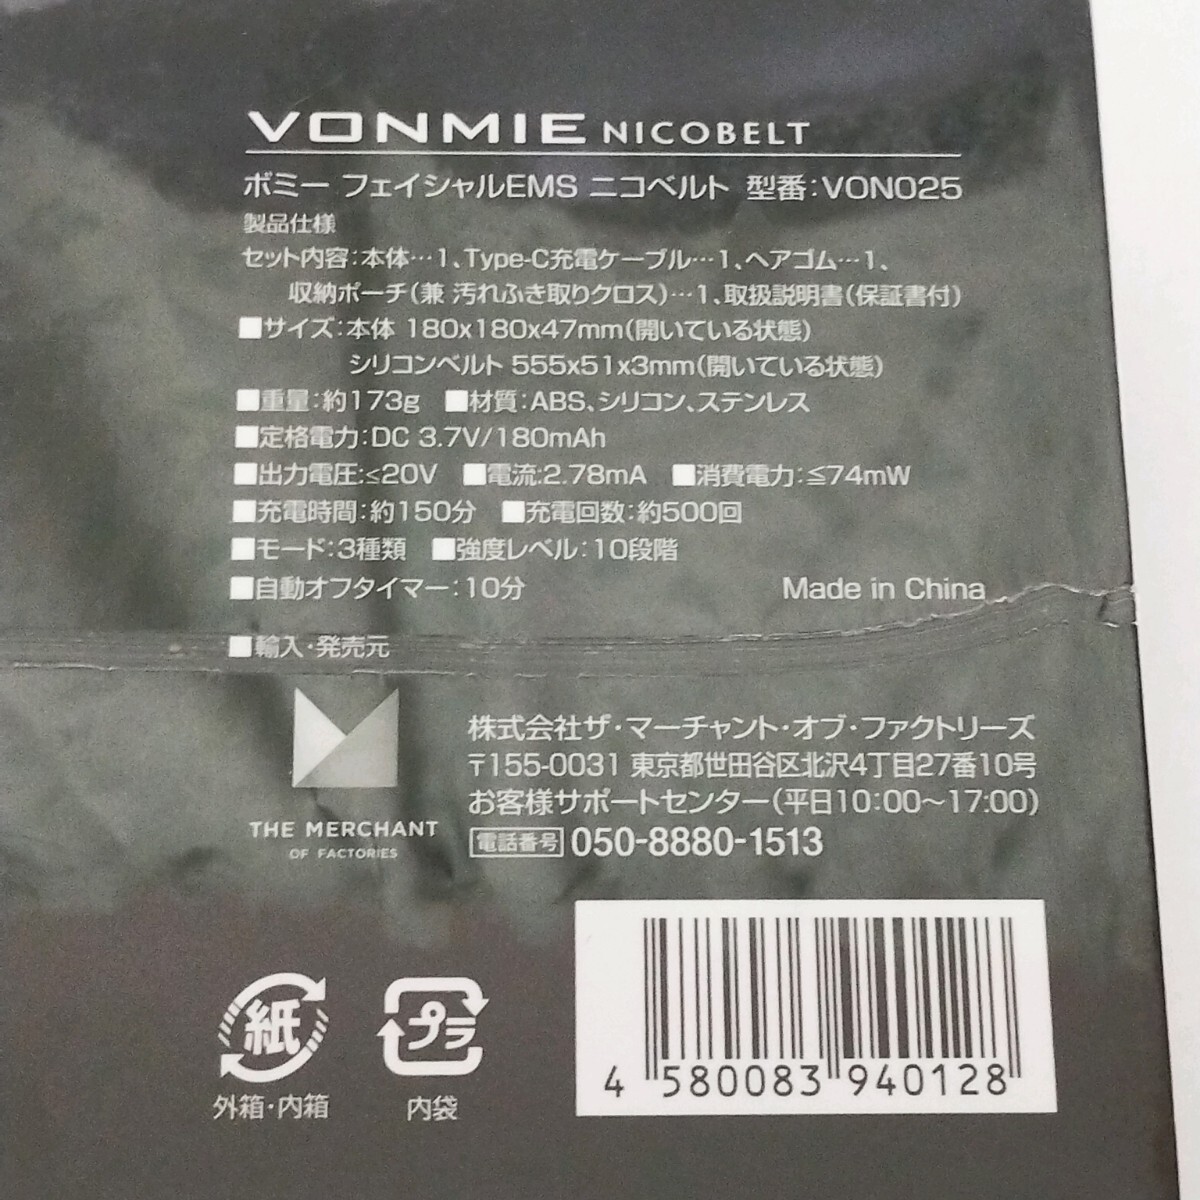 VONMIE NICOBELT
ボミー フェイシャルEMS ニコベルト 型番:VON025
製品仕様
セット内容:本体…1、Type-C充電ケーブル…1、ヘアゴム…1、
収納ポーチ(兼 汚れふき取りクロス)…1、取扱説明書(保証書付)
■サイズ:本体 180x180x47mm(開いている状態)
シリコンベルト 555x51x3mm(開いている状態)
■重量:約173g ■材質:ABS、シリコン、ステンレス
■定格電力:DC 3.7V/180mAh
■出力電圧:≦20V ■電流:2.78mA ■消費電力:≦74mW
■充電時間:約150分 ■充電回数:約500回
■モード:3種類 ■強度レベル:10段階
■自動オフタイマー:10分 Made in China
■輸入・発売元
株式会社ザ・マーチャント・オブ・ファクトリーズ
〒155-0031 東京都世田谷区北沢4丁目27番10号
お客様サポートセンター(平日10:00〜17:00)
電話番号 050-8880-1513
THE MERCHANT
OF FACTORIES
紙
外箱・内箱
プラ
内袋
4 580083 940128